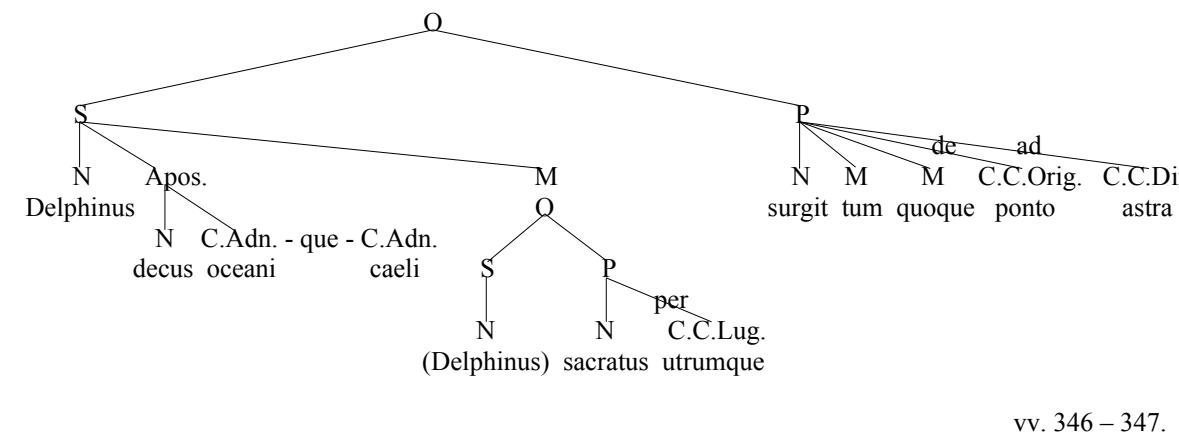 O
S P
de ad
N Apos. M N M M C.C.Orig. C.C.Di
Delphinus O surgit tum quoque ponto astra
N C.Adn. - que - C.Adn.
decus oceani caeli
S P
per
N N C.C.Lug.
(Delphinus) sacratus utrumque
vv. 346 – 347.